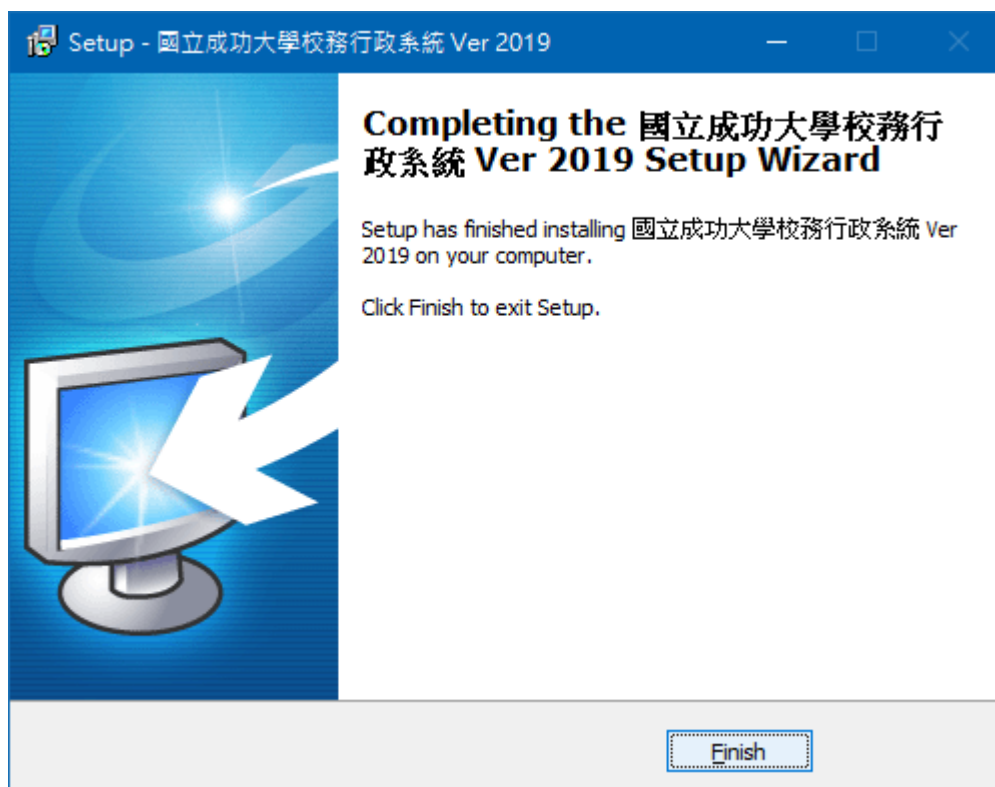 Setup - 國立成功大學校務行政系統 Ver 2019
Completing the 國立成功大學校務行
政系統 Ver 2019 Setup Wizard
Setup has finished installing 國立成功大學校務行政系統 Ver
2019 on your computer.
Click Finish to exit Setup.
Finish